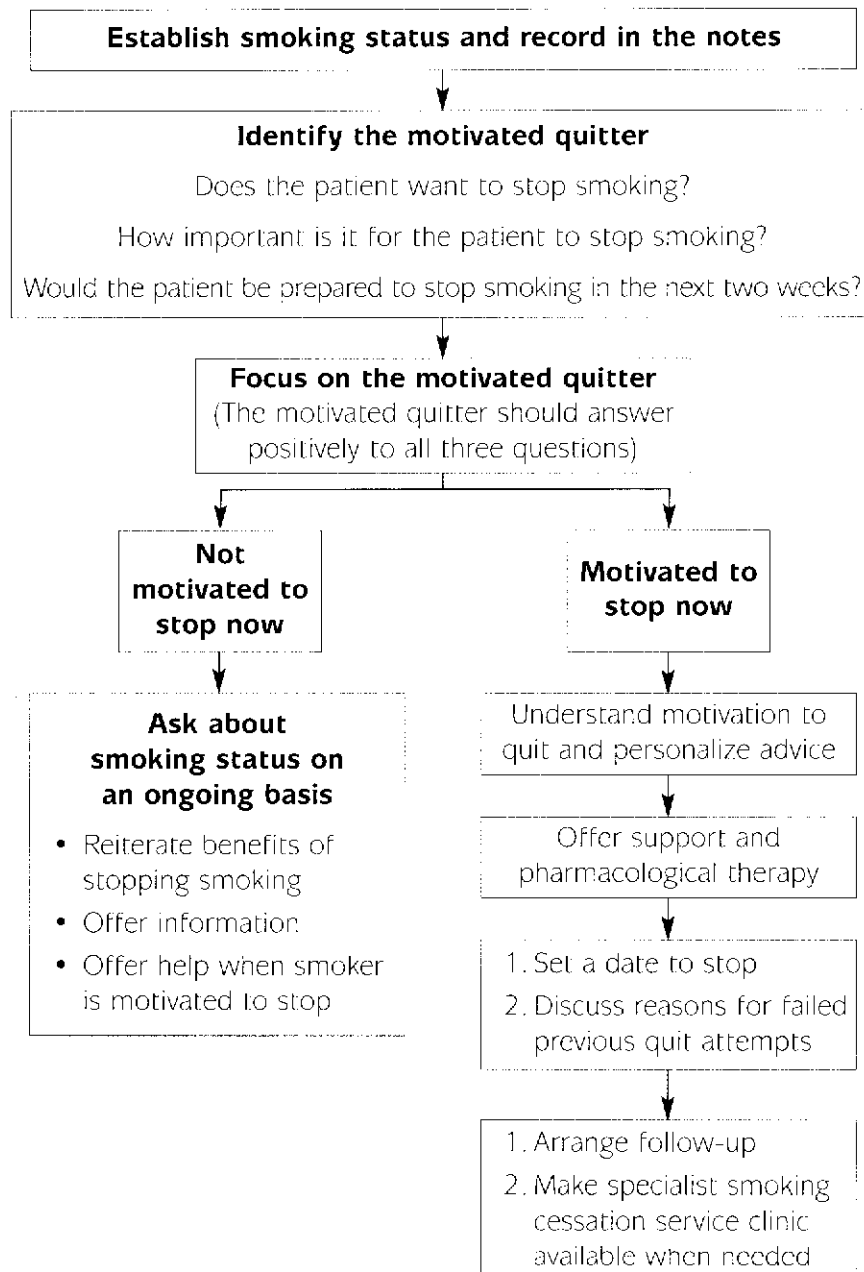 Establish smoking status and record in the notes
Identify the motivated quitter
Does the patient want to stop smoking?
How important is it for the patient to stop smoking?
Would the patient be prepared to stop smoking in the next two weeks?
Focus on the motivated quitter
(The motivated quitter should answer
positively to all three questions)
Not
motivated to
stop now
Ask about
smoking status on
an ongoing basis
• Reiterate benefits of
stopping smoking
• Offer information
• Offer help when smoker
is motivated to stop
Motivated to
stop now
Understand motivation to
quit and personalize advice
Offer support and
pharmacological therapy
1. Set a date to stop
2. Discuss reasons for failed
previous quit attempts
1. Arrange follow-up
2. Make specialist smoking
cessation service clinic
available when needed